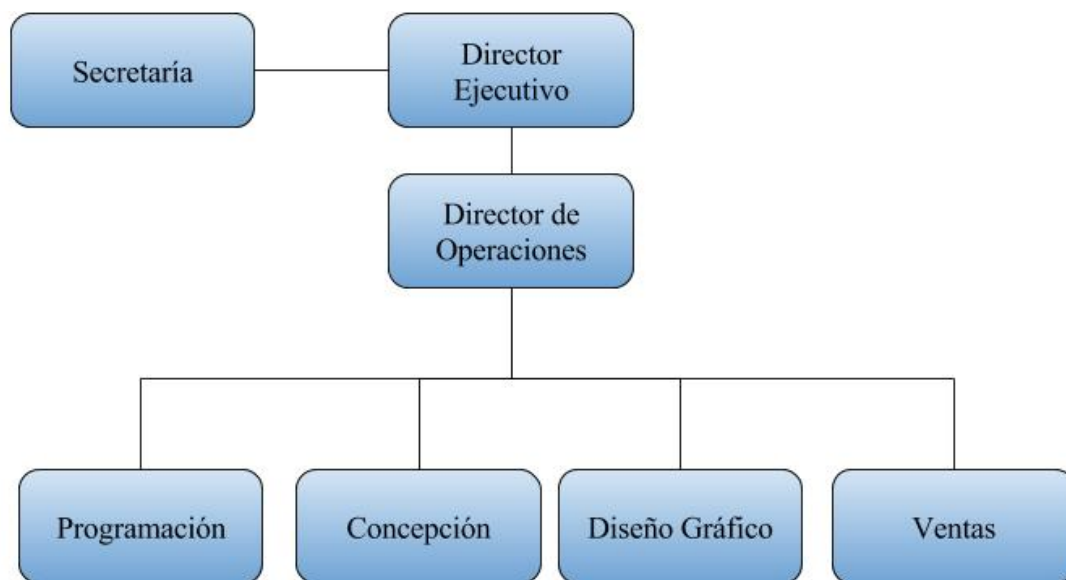 Secretaría
Director
Ejecutivo
Director de
Operaciones
Programación
Concepción
Diseño Gráfico
Ventas